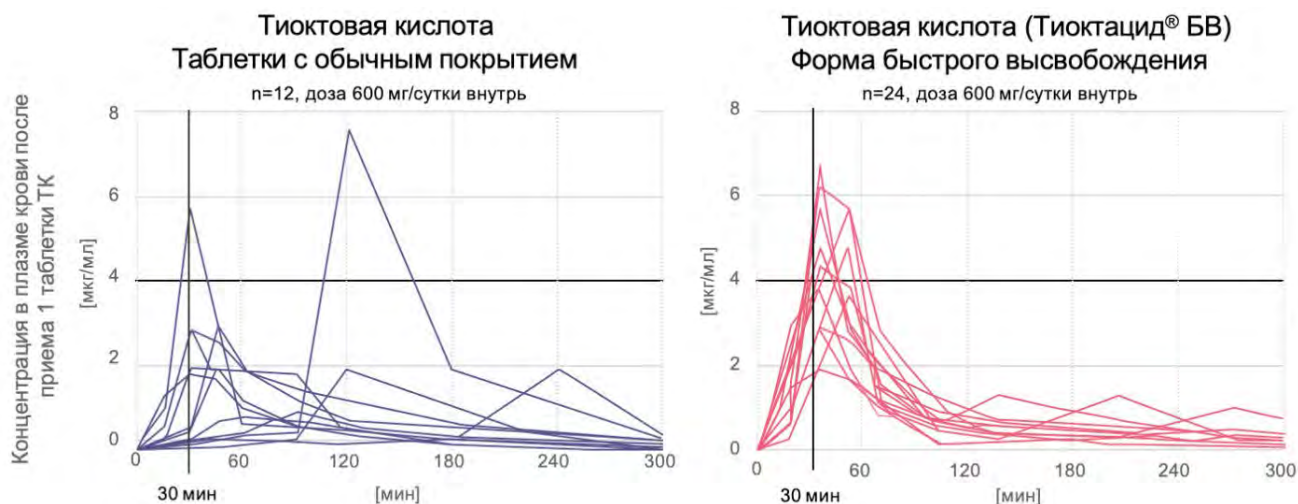 Тиоктовая кислота
Таблетки с обычным покрытием
n=12, доза 600 мг/сутки внутрь
Концентрация в плазме крови после
приема 1 таблетки ТК
[мкг/мл]
8
6
4
2
0
0
60
120
180
240
300
30 мин
[мин]
Тиоктовая кислота (Тиоктацид® БВ)
Форма быстрого высвобождения
n=24, доза 600 мг/сутки внутрь
[мкг/мл]
8
6
4
2
0
0
60
120
180
240
300
30 мин
[мин]